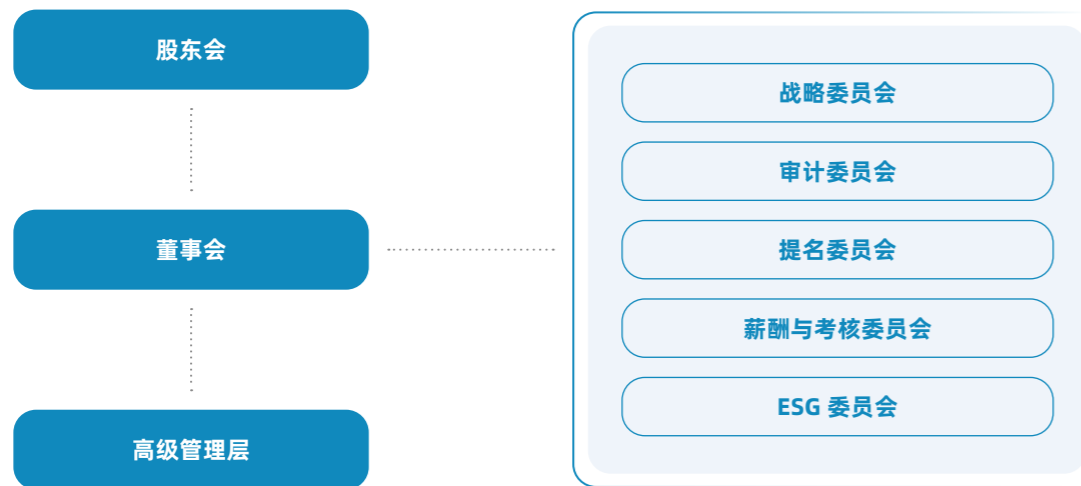 股东会
董事会
高级管理层
战略委员会
审计委员会
提名委员会
薪酬与考核委员会
ESG 委员会